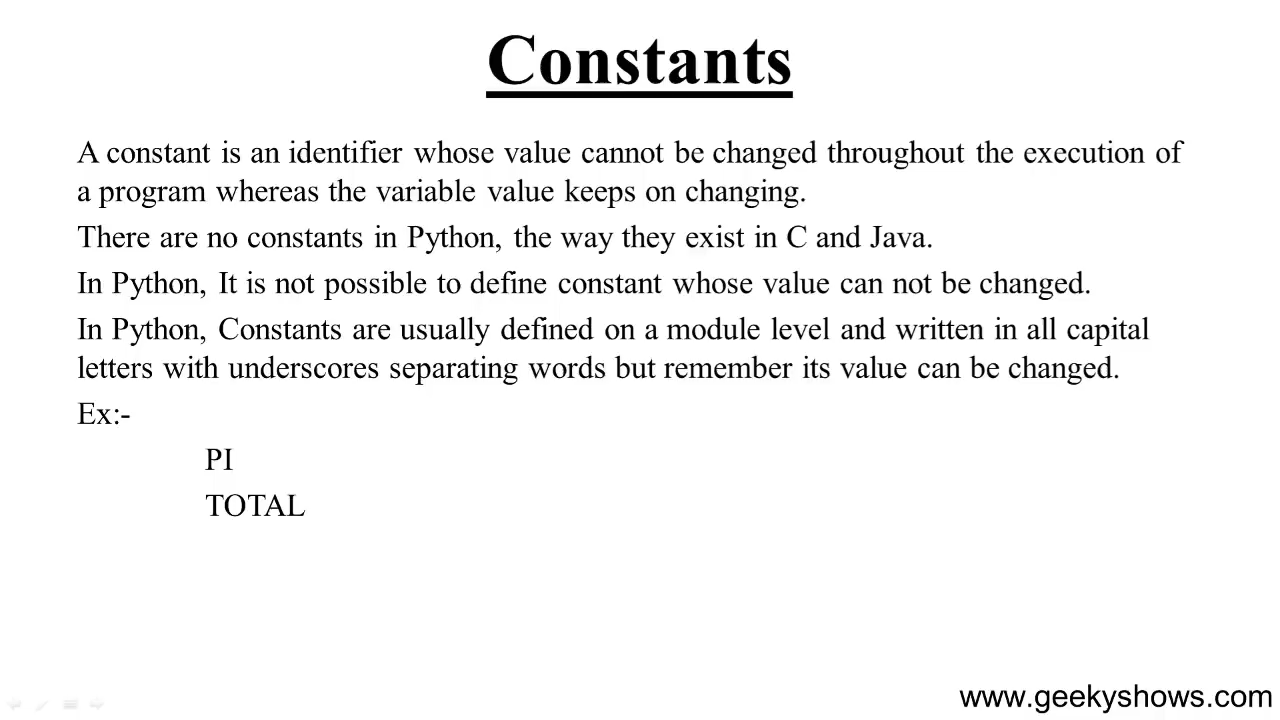 Constants
A constant is an identifier whose value cannot be changed throughout the execution of
a program whereas the variable value keeps on changing.
There are no constants in Python, the way they exist in C and Java.
In Python, It is not possible to define constant whose value can not be changed.
In Python, Constants are usually defined on a module level and written in all capital
letters with underscores separating words but remember its value can be changed.
Ex:-
PI
TOTAL
www.geekyshows.com